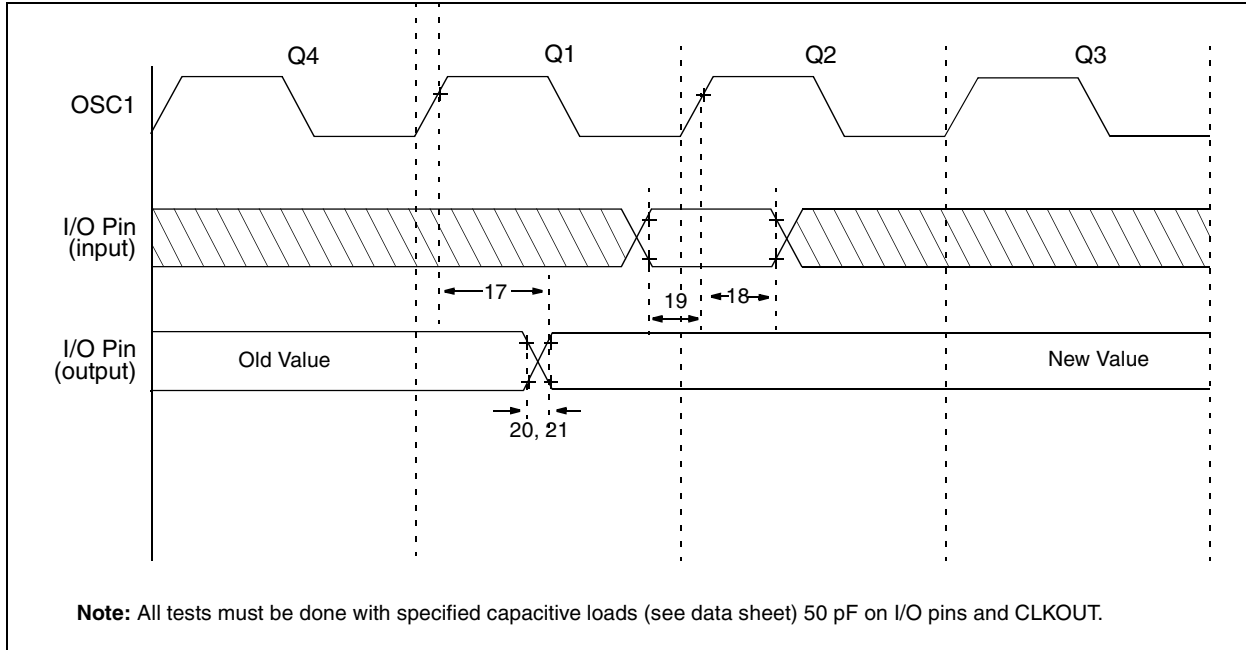 Q4 Q1 Q2 Q3
OSC1
I/O Pin
(input)
17 19 18
I/O Pin
(output)
Old Value New Value
20, 21
Note: All tests must be done with specified capacitive loads (see data sheet) 50 pF on I/O pins and CLKOUT.